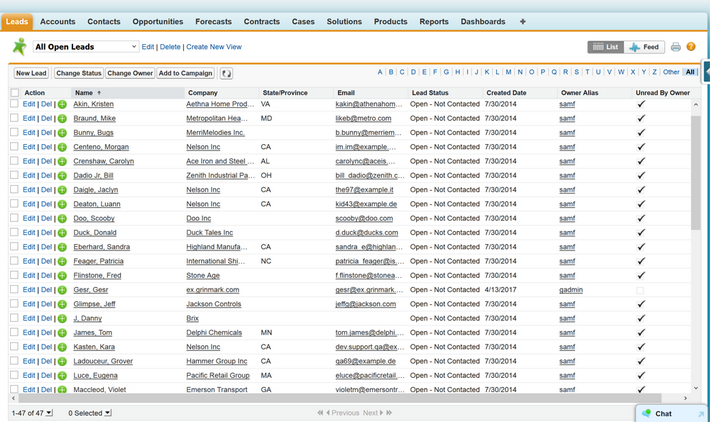 Leads Accounts Contacts Opportunities Forecasts Contracts Cases Solutions Products Reports Dashboards +
All Open Leads Edit | Delete | Create New View List Feed ?
New Lead Change Status Change Owner Add to Campaign A B C D E F G H I J K L M N O P Q R S T U V W X Y Z Other All
Action Name Company State/Province Email Lead Status Created Date Owner Alias Unread By Owner
Edit | Del | Akin, Kristen Aethna Home Prod... VA kakin@athenahom... Open - Not Contacted 7/30/2014 samf
Edit | Del | Braund, Mike Metropolitan Hea... MD likeb@metro.com Open - Not Contacted 7/30/2014 samf
Edit | Del | Bunny, Bugs MerriMelodies Inc. b.bunny@merriem... Open - Not Contacted 7/30/2014 samf
Edit | Del | Centeno, Morgan Nelson Inc CA im.im@example.... Open - Not Contacted 7/30/2014 samf
Edit | Del | Crenshaw, Carolyn Ace Iron and Steel ... AL carolync@aceis... Open - Not Contacted 7/30/2014 samf
Edit | Del | Dadio Jr, Bill Zenith Industrial Pa... OH bill_dadio@zenith.c... Open - Not Contacted 7/30/2014 samf
Edit | Del | Daigle, Jaclyn Nelson Inc CA the97@example.it Open - Not Contacted 7/30/2014 samf
Edit | Del | Deaton, Luann Nelson Inc CA kid43@example.de Open - Not Contacted 7/30/2014 samf
Edit | Del | Doo, Scooby Doo Inc scooby@doo.com Open - Not Contacted 7/30/2014 samf
Edit | Del | Duck, Donald Duck Tales Inc d.duck@ducks.com Open - Not Contacted 7/30/2014 samf
Edit | Del | Eberhard, Sandra Highland Manufa... CA sandra_e@highlan... Open - Not Contacted 7/30/2014 samf
Edit | Del | Feager, Patricia International Shi... NC patricia_feager@is... Open - Not Contacted 7/30/2014 samf
Edit | Del | Flinstone, Fred Stone Age f.flinstone@stonea... Open - Not Contacted 7/30/2014 samf
Edit | Del | Gesr, Gesr ex.grinmark.com gesr@ex.grinmark... Open - Not Contacted 4/13/2017 gadmin
Edit | Del | Glimpse, Jeff Jackson Controls jeffg@jackson.com Open - Not Contacted 7/30/2014 samf
Edit | Del | J, Danny Brix Open - Not Contacted 7/30/2014 samf
Edit | Del | James, Tom Delphi Chemicals MN tom.james@delphi... Open - Not Contacted 7/30/2014 samf
Edit | Del | Kasten, Kara Nelson Inc CA dev.support.qa@ex... Open - Not Contacted 7/30/2014 samf
Edit | Del | Ladouceur, Grover Hammer Group Inc CA qa69@example.de Open - Not Contacted 7/30/2014 samf
Edit | Del | Luce, Eugena Pacific Retail Group MA eluce@pacificretail... Open - Not Contacted 7/30/2014 samf
Edit | Del | Maccleod, Violet Emerson Transport GA violetm@emersontr... Open - Not Contacted 7/30/2014 samf
1-47 of 47 0 Selected Previous Next Chat